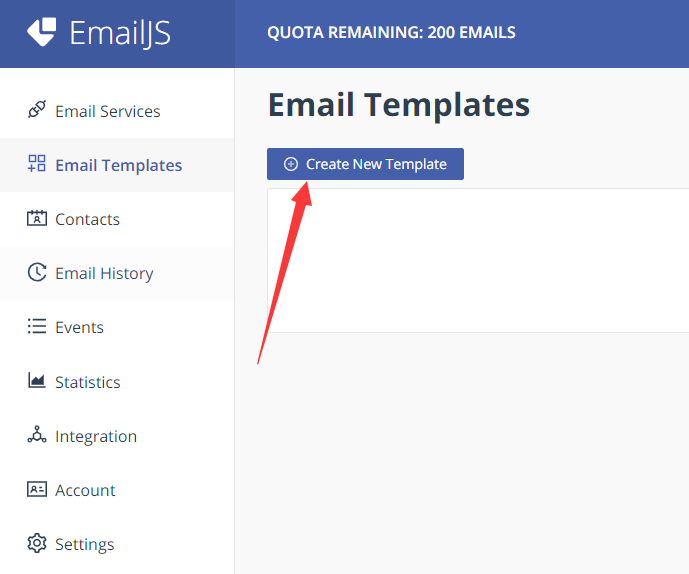 EmailJS
QUOTA REMAINING: 200 EMAILS
Email Services
Email Templates
Contacts
Email History
Events
Statistics
Integration
Account
Settings
Email Templates
Create New Template